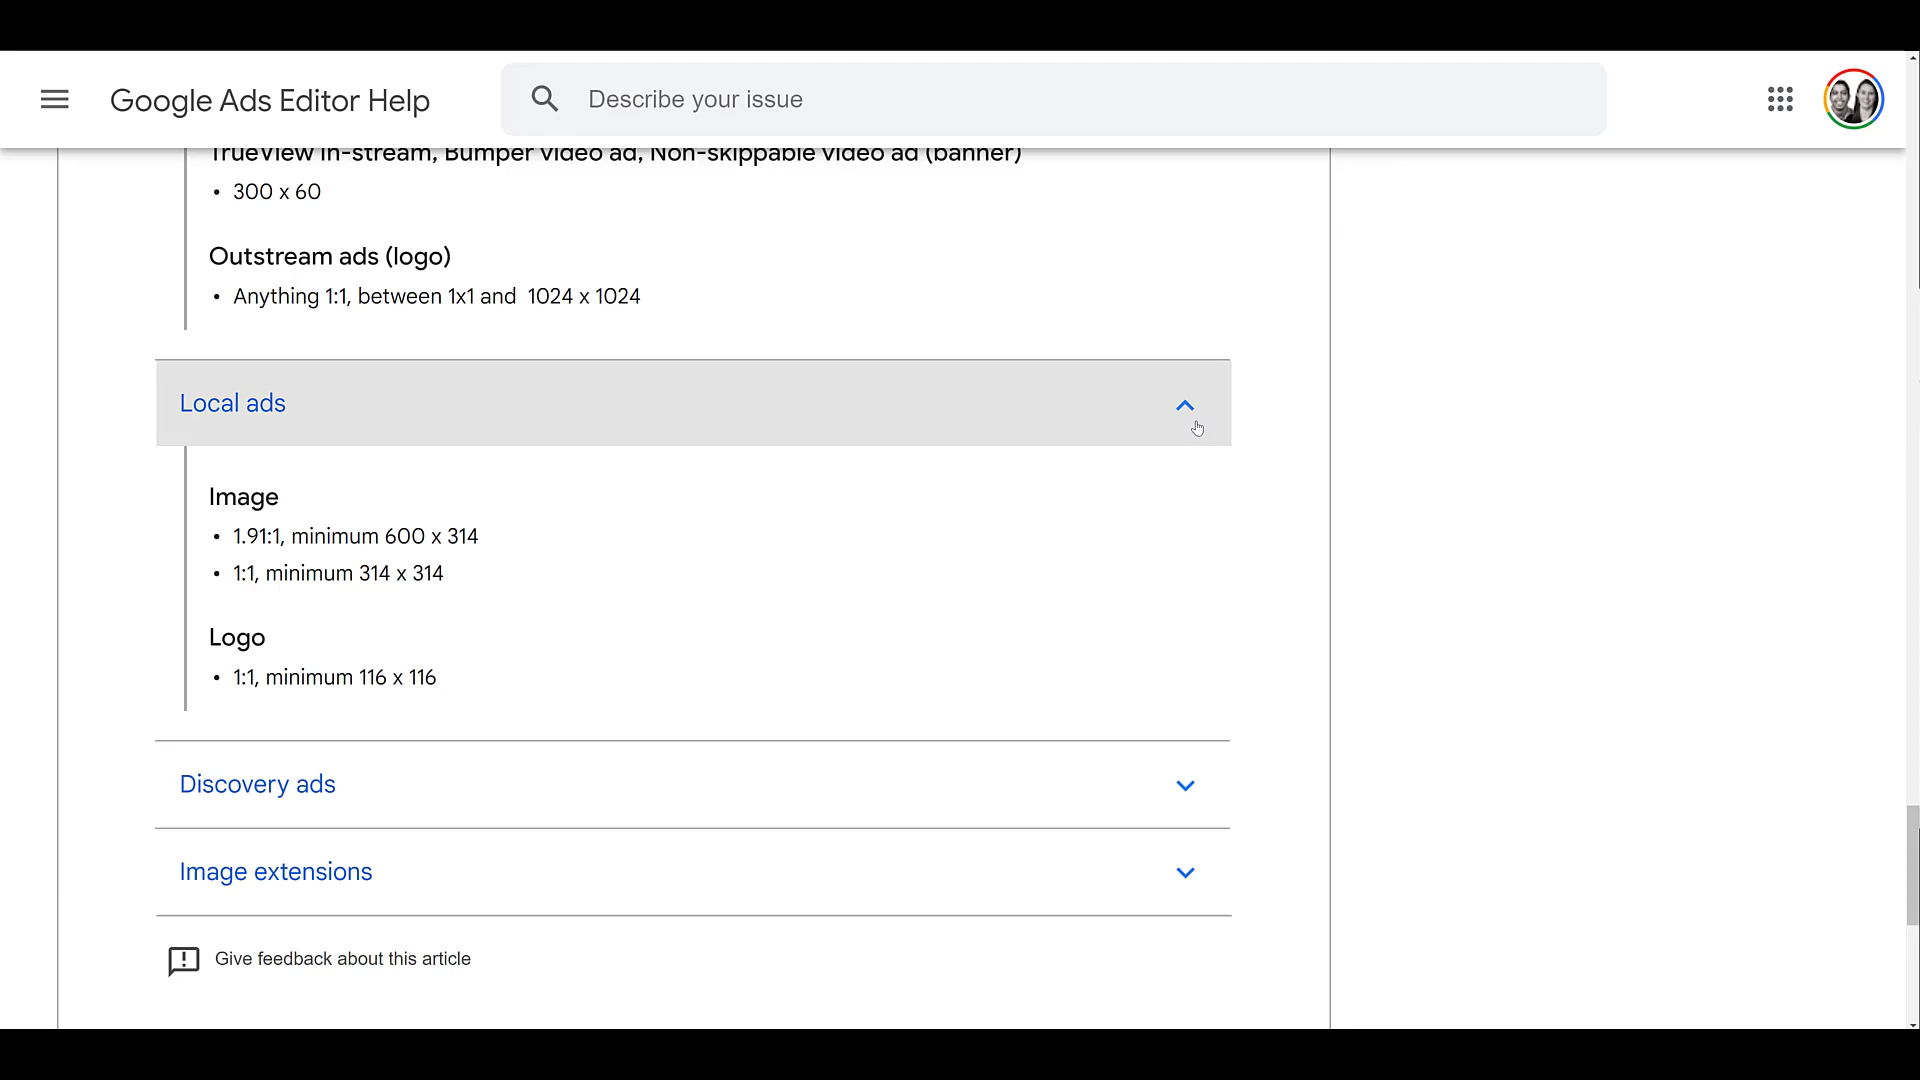 Google Ads Editor Help
Describe your issue
TrueView in-stream, Bumper video ad, Non-skippable video ad (banner)
• 300 x 60
Outstream ads (logo)
• Anything 1:1, between 1x1 and 1024 x 1024
Local ads
Image
• 1.91:1, minimum 600 x 314
• 1:1, minimum 314 x 314
Logo
• 1:1, minimum 116 x 116
Discovery ads
Image extensions
Give feedback about this article